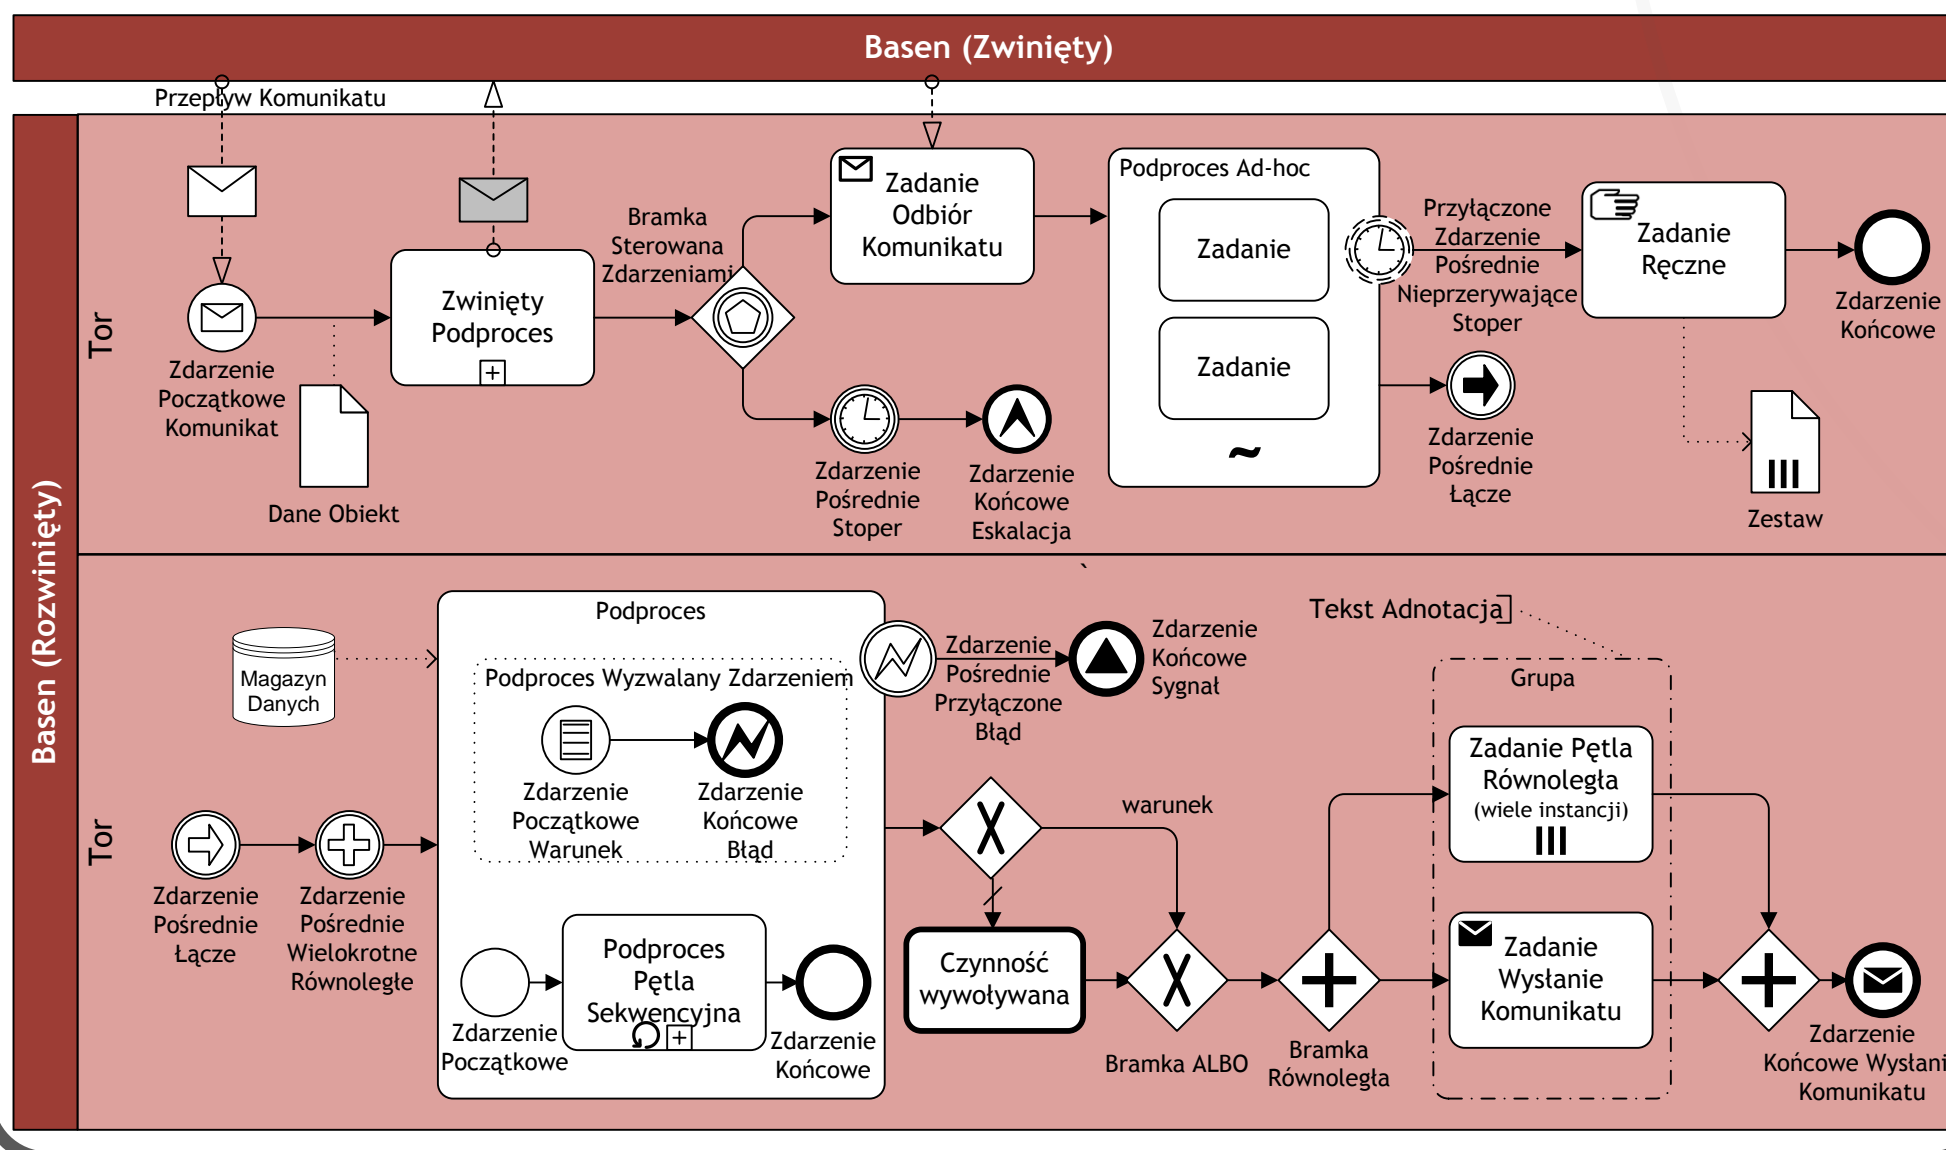 Basen (Zwinięty)
Przepływ Komunikatu
Basen (Rozwinięty)
Tor
Zdarzenie
Początkowe
Komunikat
Dane Obiekt
Zwinięty
Podproces
Bramka
Sterowana
Zdarzeniami
Zadanie
Odbiór
Komunikatu
Zdarzenie
Pośrednie
Stoper
Zdarzenie
Końcowe
Eskalacja
Podproces Ad-hoc
Zadanie
Zadanie
~
Przyłączone
Zdarzenie
Pośrednie
Nieprzerywające
Stoper
Zdarzenie
Pośrednie
Łącze
Zadanie
Ręczne
Zdarzenie
Końcowe
Zestaw
Tor
Magazyn
Danych
Zdarzenie
Pośrednie
Łącze
Zdarzenie
Pośrednie
Wielokrotne
Równoległe
Podproces
Podproces Wyzwalany Zdarzeniem
Zdarzenie
Początkowe
Warunek
Zdarzenie
Końcowe
Błąd
Zdarzenie
Początkowe
Podproces
Pętla
Sekwencyjna
Zdarzenie
Końcowe
Zdarzenie
Pośrednie
Przyłączone
Błąd
Zdarzenie
Końcowe
Sygnał
warunek
Czynność
wywoływana
Bramka ALBO
Bramka
Równoległa
Tekst Adnotacja
Grupa
Zadanie Pętla
Równoległa
(wiele instancji)
Zadanie
Wysłanie
Komunikatu
Zdarzenie
Końcowe Wysłani
Komunikatu